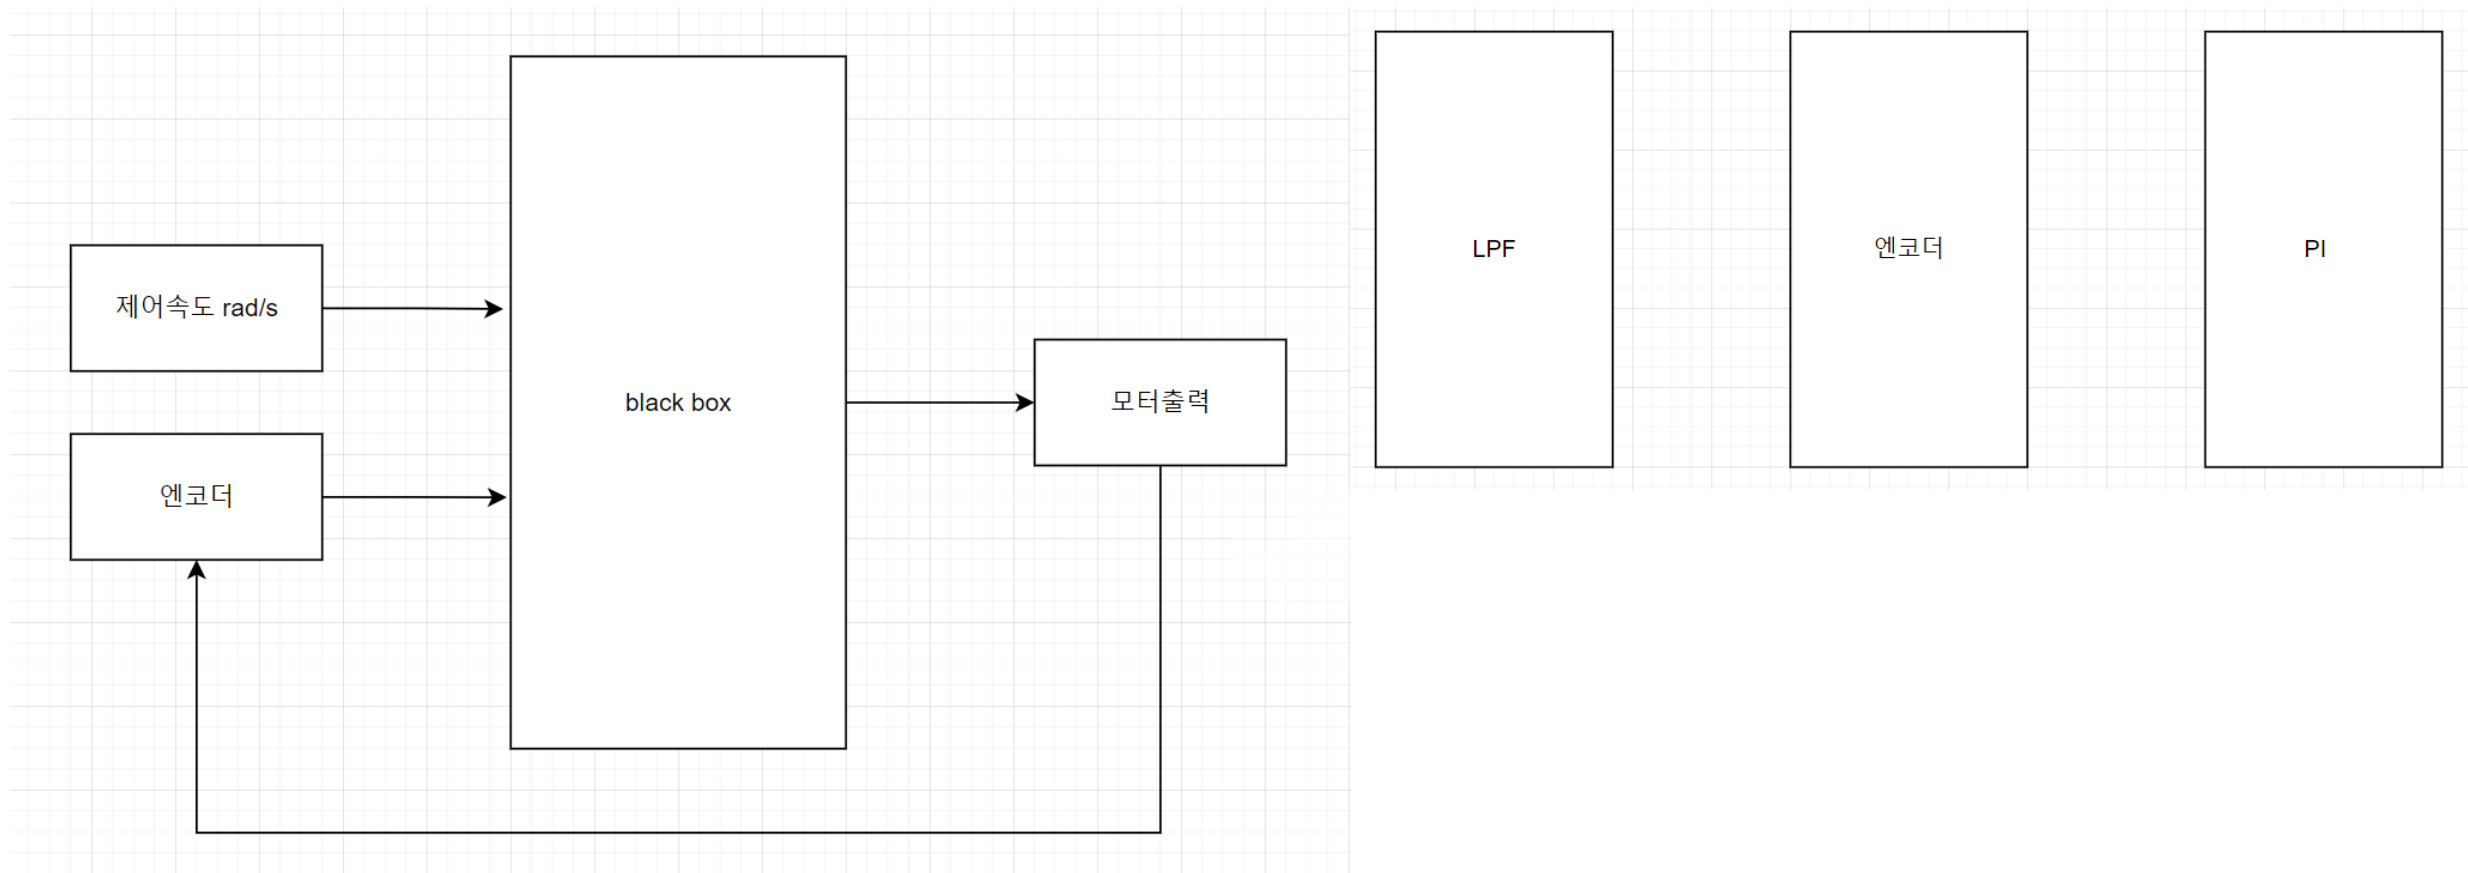 제어속도 rad/s
엔코더
black box
모터출력
LPF
엔코더
PI